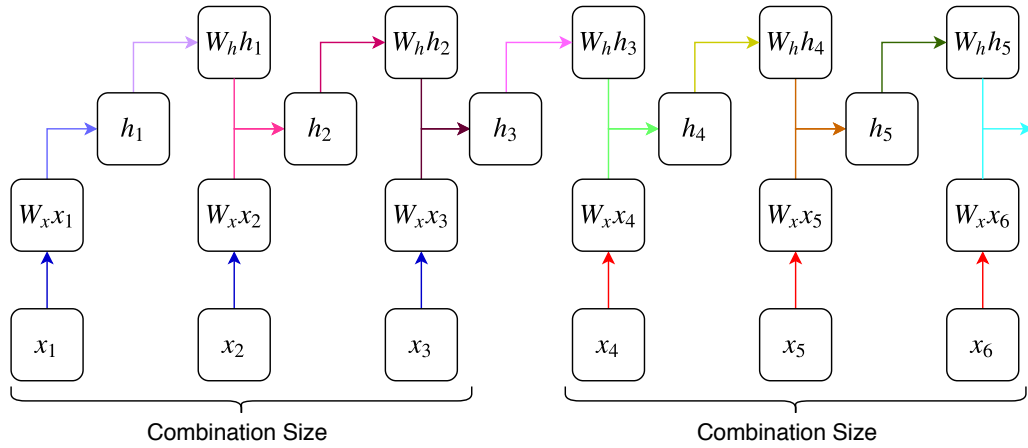 W_h h_1 W_h h_2 W_h h_3 W_h h_4 W_h h_5
h_1 h_2 h_3 h_4 h_5
W_x x_1 W_x x_2 W_x x_3 W_x x_4 W_x x_5 W_x x_6
x_1 x_2 x_3 x_4 x_5 x_6
Combination Size Combination Size